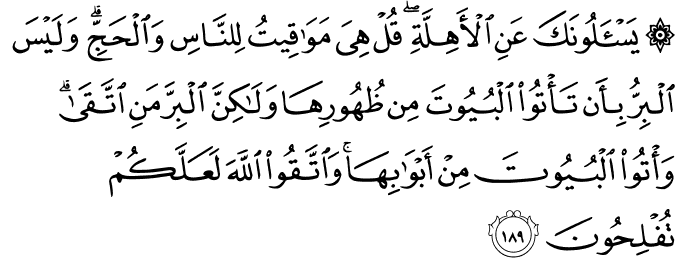 ۞ يَسْـَٔلُونَكَ عَنِ ٱلْأَهِلَّةِ ۖ قُلْ هِىَ مَوَٰقِيتُ لِلنَّاسِ وَٱلْحَجِّ ۗ وَلَيْسَ
ٱلْبِرُّ بِأَن تَأْتُوا۟ ٱلْبُيُوتَ مِن ظُهُورِهَا وَلَـٰكِنَّ ٱلْبِرَّ مَنِ ٱتَّقَىٰ ۗ
وَأْتُوا۟ ٱلْبُيُوتَ مِنْ أَبْوَٰبِهَا ۚ وَٱتَّقُوا۟ ٱللَّهَ لَعَلَّكُمْ
تُفْلِحُونَ ١٨٩